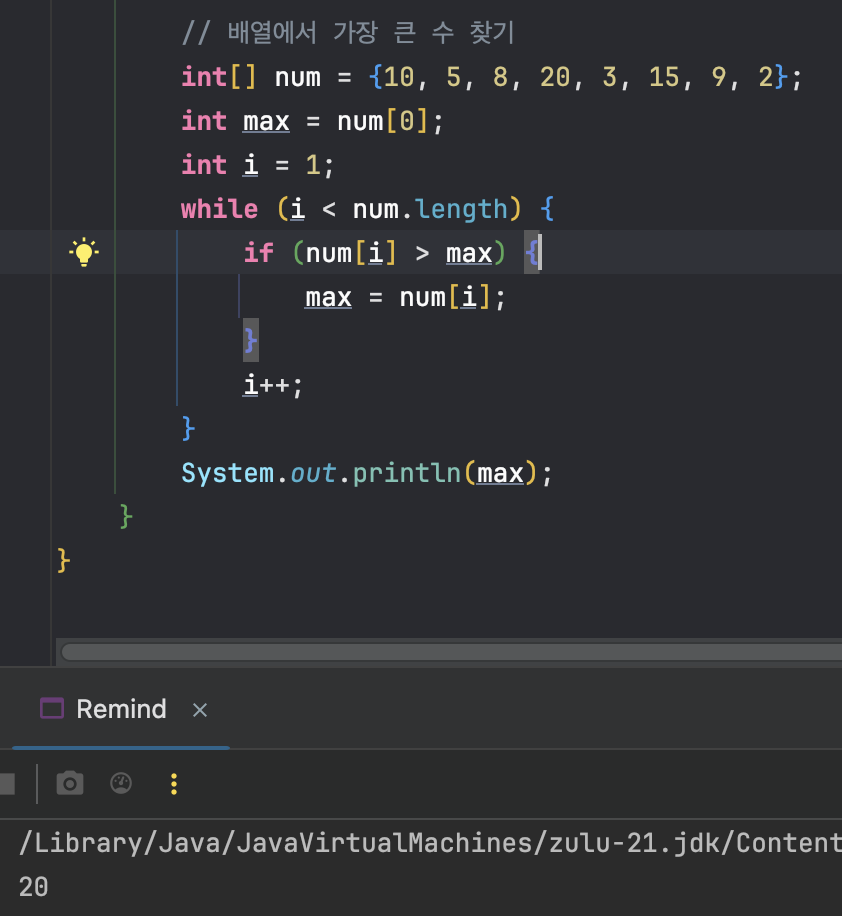 // 배열에서 가장 큰 수 찾기
int[] num = {10, 5, 8, 20, 3, 15, 9, 2};
int max = num[0];
int i = 1;
while (i < num.length) {
if (num[i] > max) {
max = num[i];
}
i++;
}
System.out.println(max);
}
}
Remind ×
/Library/Java/JavaVirtualMachines/zulu-21.jdk/Content
20